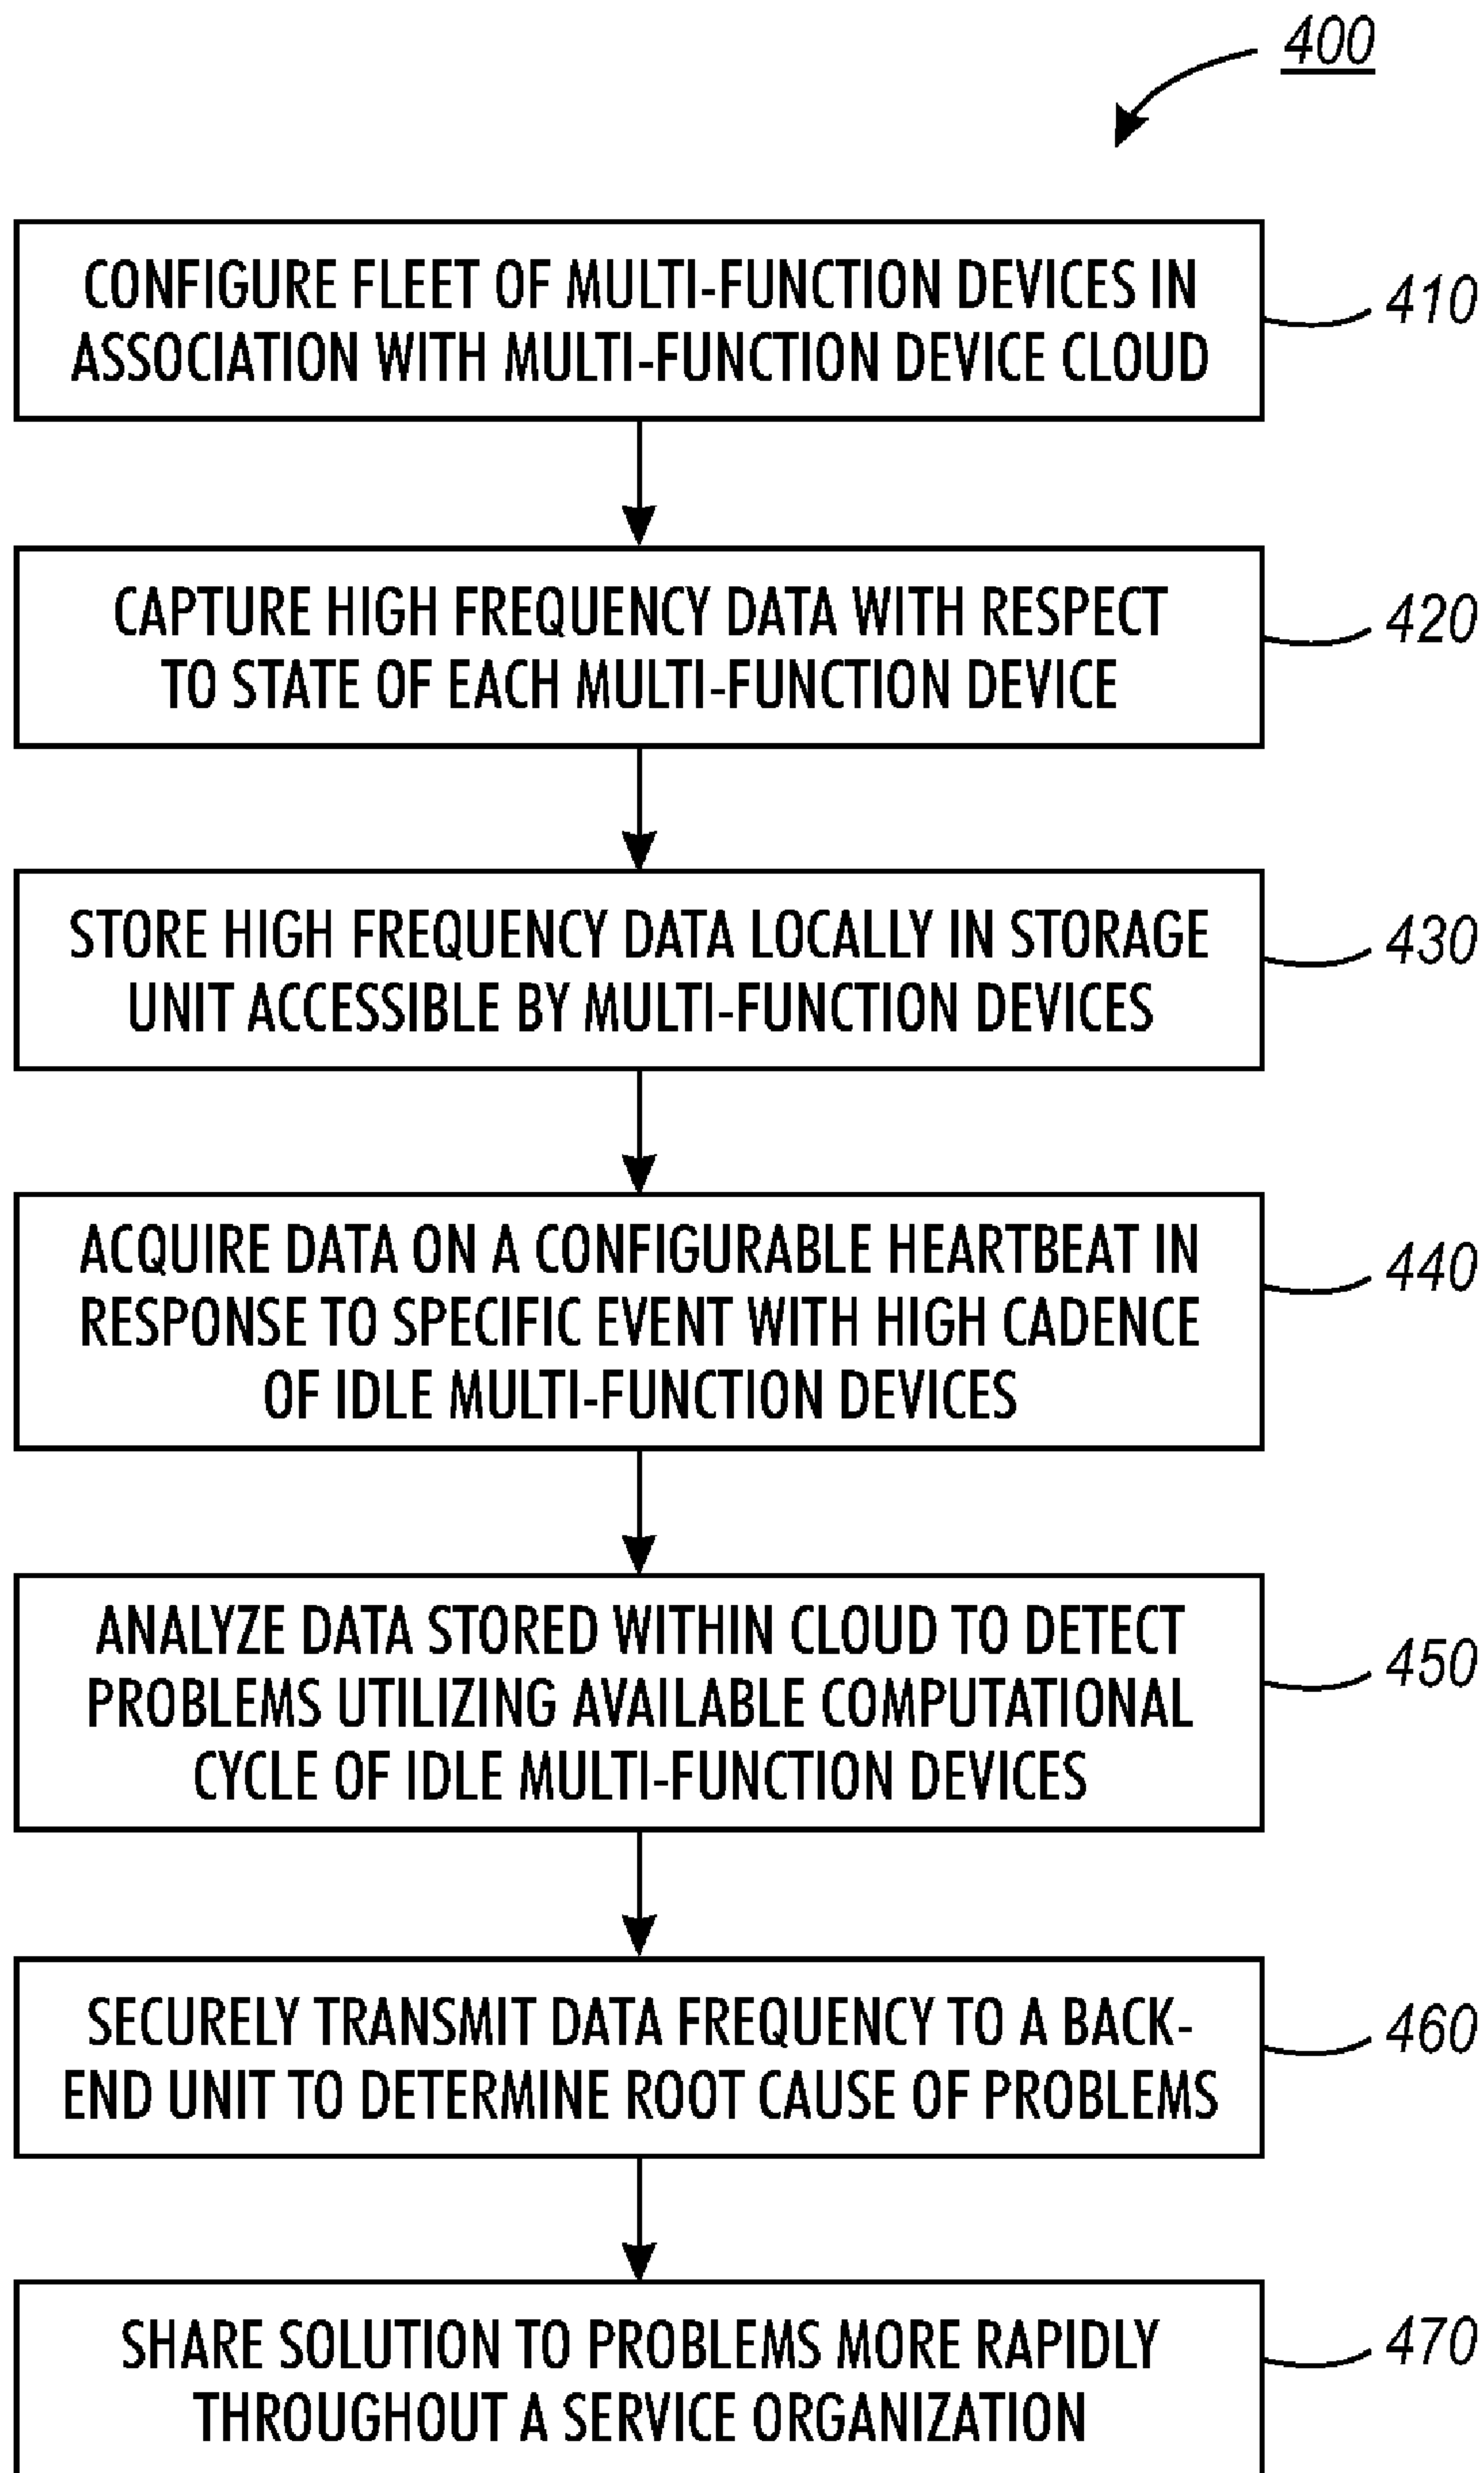 400
CONFIGURE FLEET OF MULTI-FUNCTION DEVICES IN
ASSOCIATION WITH MULTI-FUNCTION DEVICE CLOUD
410
CAPTURE HIGH FREQUENCY DATA WITH RESPECT
TO STATE OF EACH MULTI-FUNCTION DEVICE
420
STORE HIGH FREQUENCY DATA LOCALLY IN STORAGE
UNIT ACCESSIBLE BY MULTI-FUNCTION DEVICES
430
ACQUIRE DATA ON A CONFIGURABLE HEARTBEAT IN
RESPONSE TO SPECIFIC EVENT WITH HIGH CADENCE
OF IDLE MULTI-FUNCTION DEVICES
440
ANALYZE DATA STORED WITHIN CLOUD TO DETECT
PROBLEMS UTILIZING AVAILABLE COMPUTATIONAL
CYCLE OF IDLE MULTI-FUNCTION DEVICES
450
SECURELY TRANSMIT DATA FREQUENCY TO A BACK-
END UNIT TO DETERMINE ROOT CAUSE OF PROBLEMS
460
SHARE SOLUTION TO PROBLEMS MORE RAPIDLY
THROUGHOUT A SERVICE ORGANIZATION
470